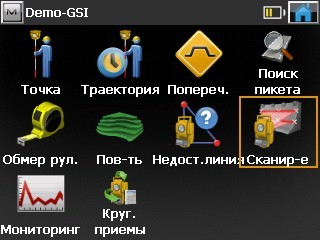 Demo-GSI
Точка
Траектория
Попереч.
Поиск
пикета
Обмер рул.
Пов-ть
Недост.линия
Сканир-е
Мониторинг
Круг.
приемы